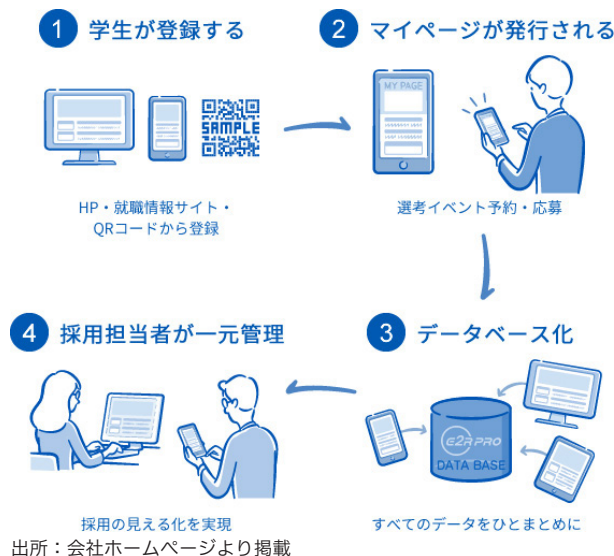 1 学生が登録する
SAMPLE
HP・就職情報サイト・
QRコードから登録
2 マイページが発行される
MY PAGE
選考イベント予約・応募
3 データベース化
e2R PRO
DATA BASE
すべてのデータをひとまとめに
4 採用担当者が一元管理
採用の見える化を実現
出所：会社ホームページより掲載